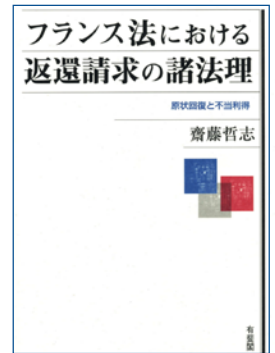 フランス法における
返還請求の諸法理
原状回復と不当利得
齋藤哲志
有斐閣